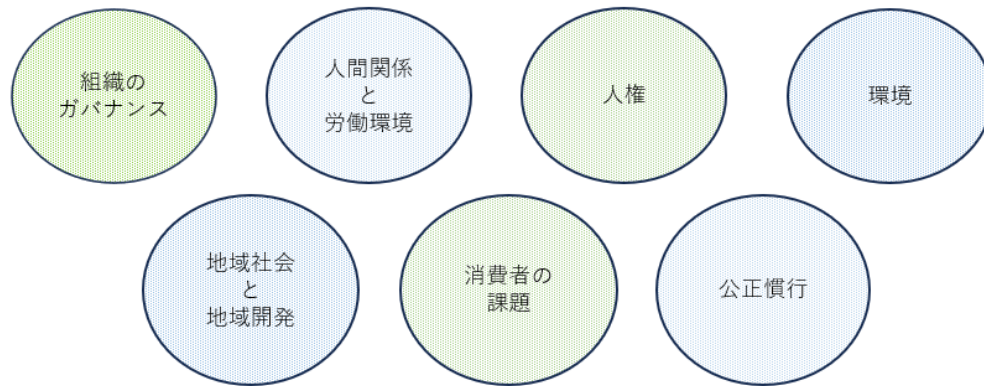 組織の
ガバナンス
人間関係
と
労働環境
人権
環境
地域社会
と
地域開発
消費者の
課題
公正慣行